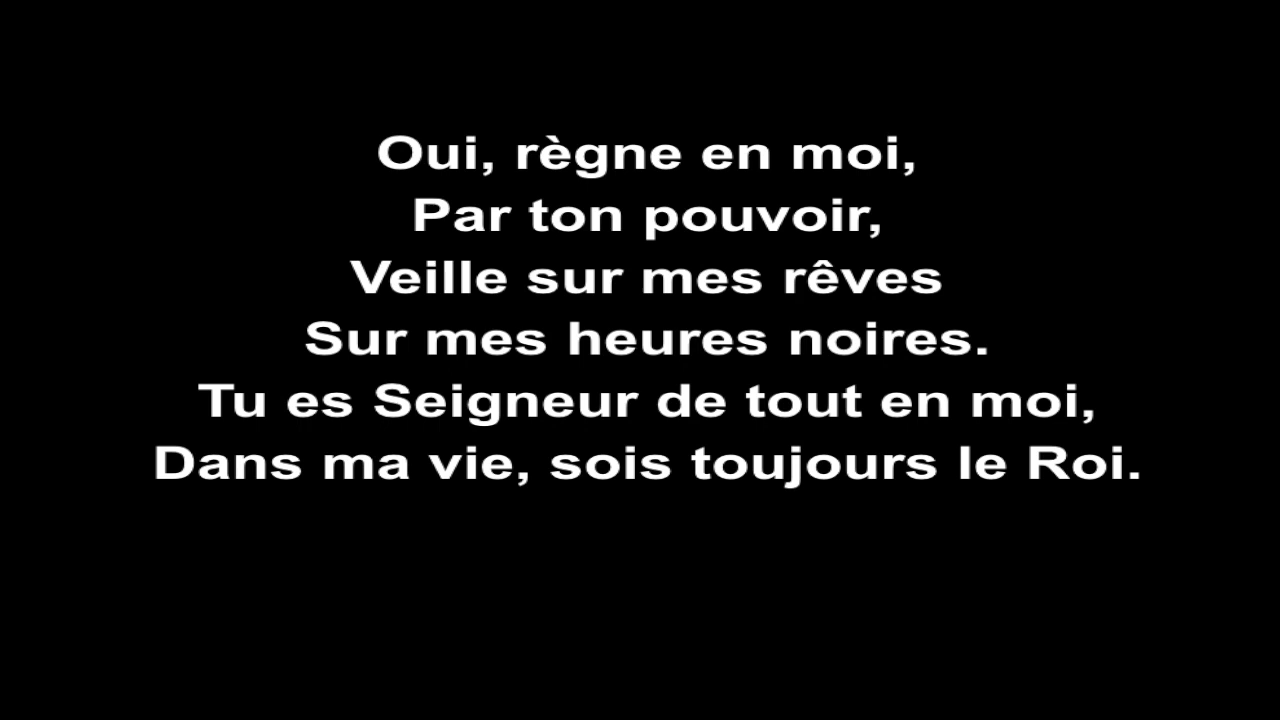 Oui, règne en moi,
Par ton pouvoir,
Veille sur mes rêves
Sur mes heures noires.
Tu es Seigneur de tout en moi,
Dans ma vie, sois toujours le Roi.